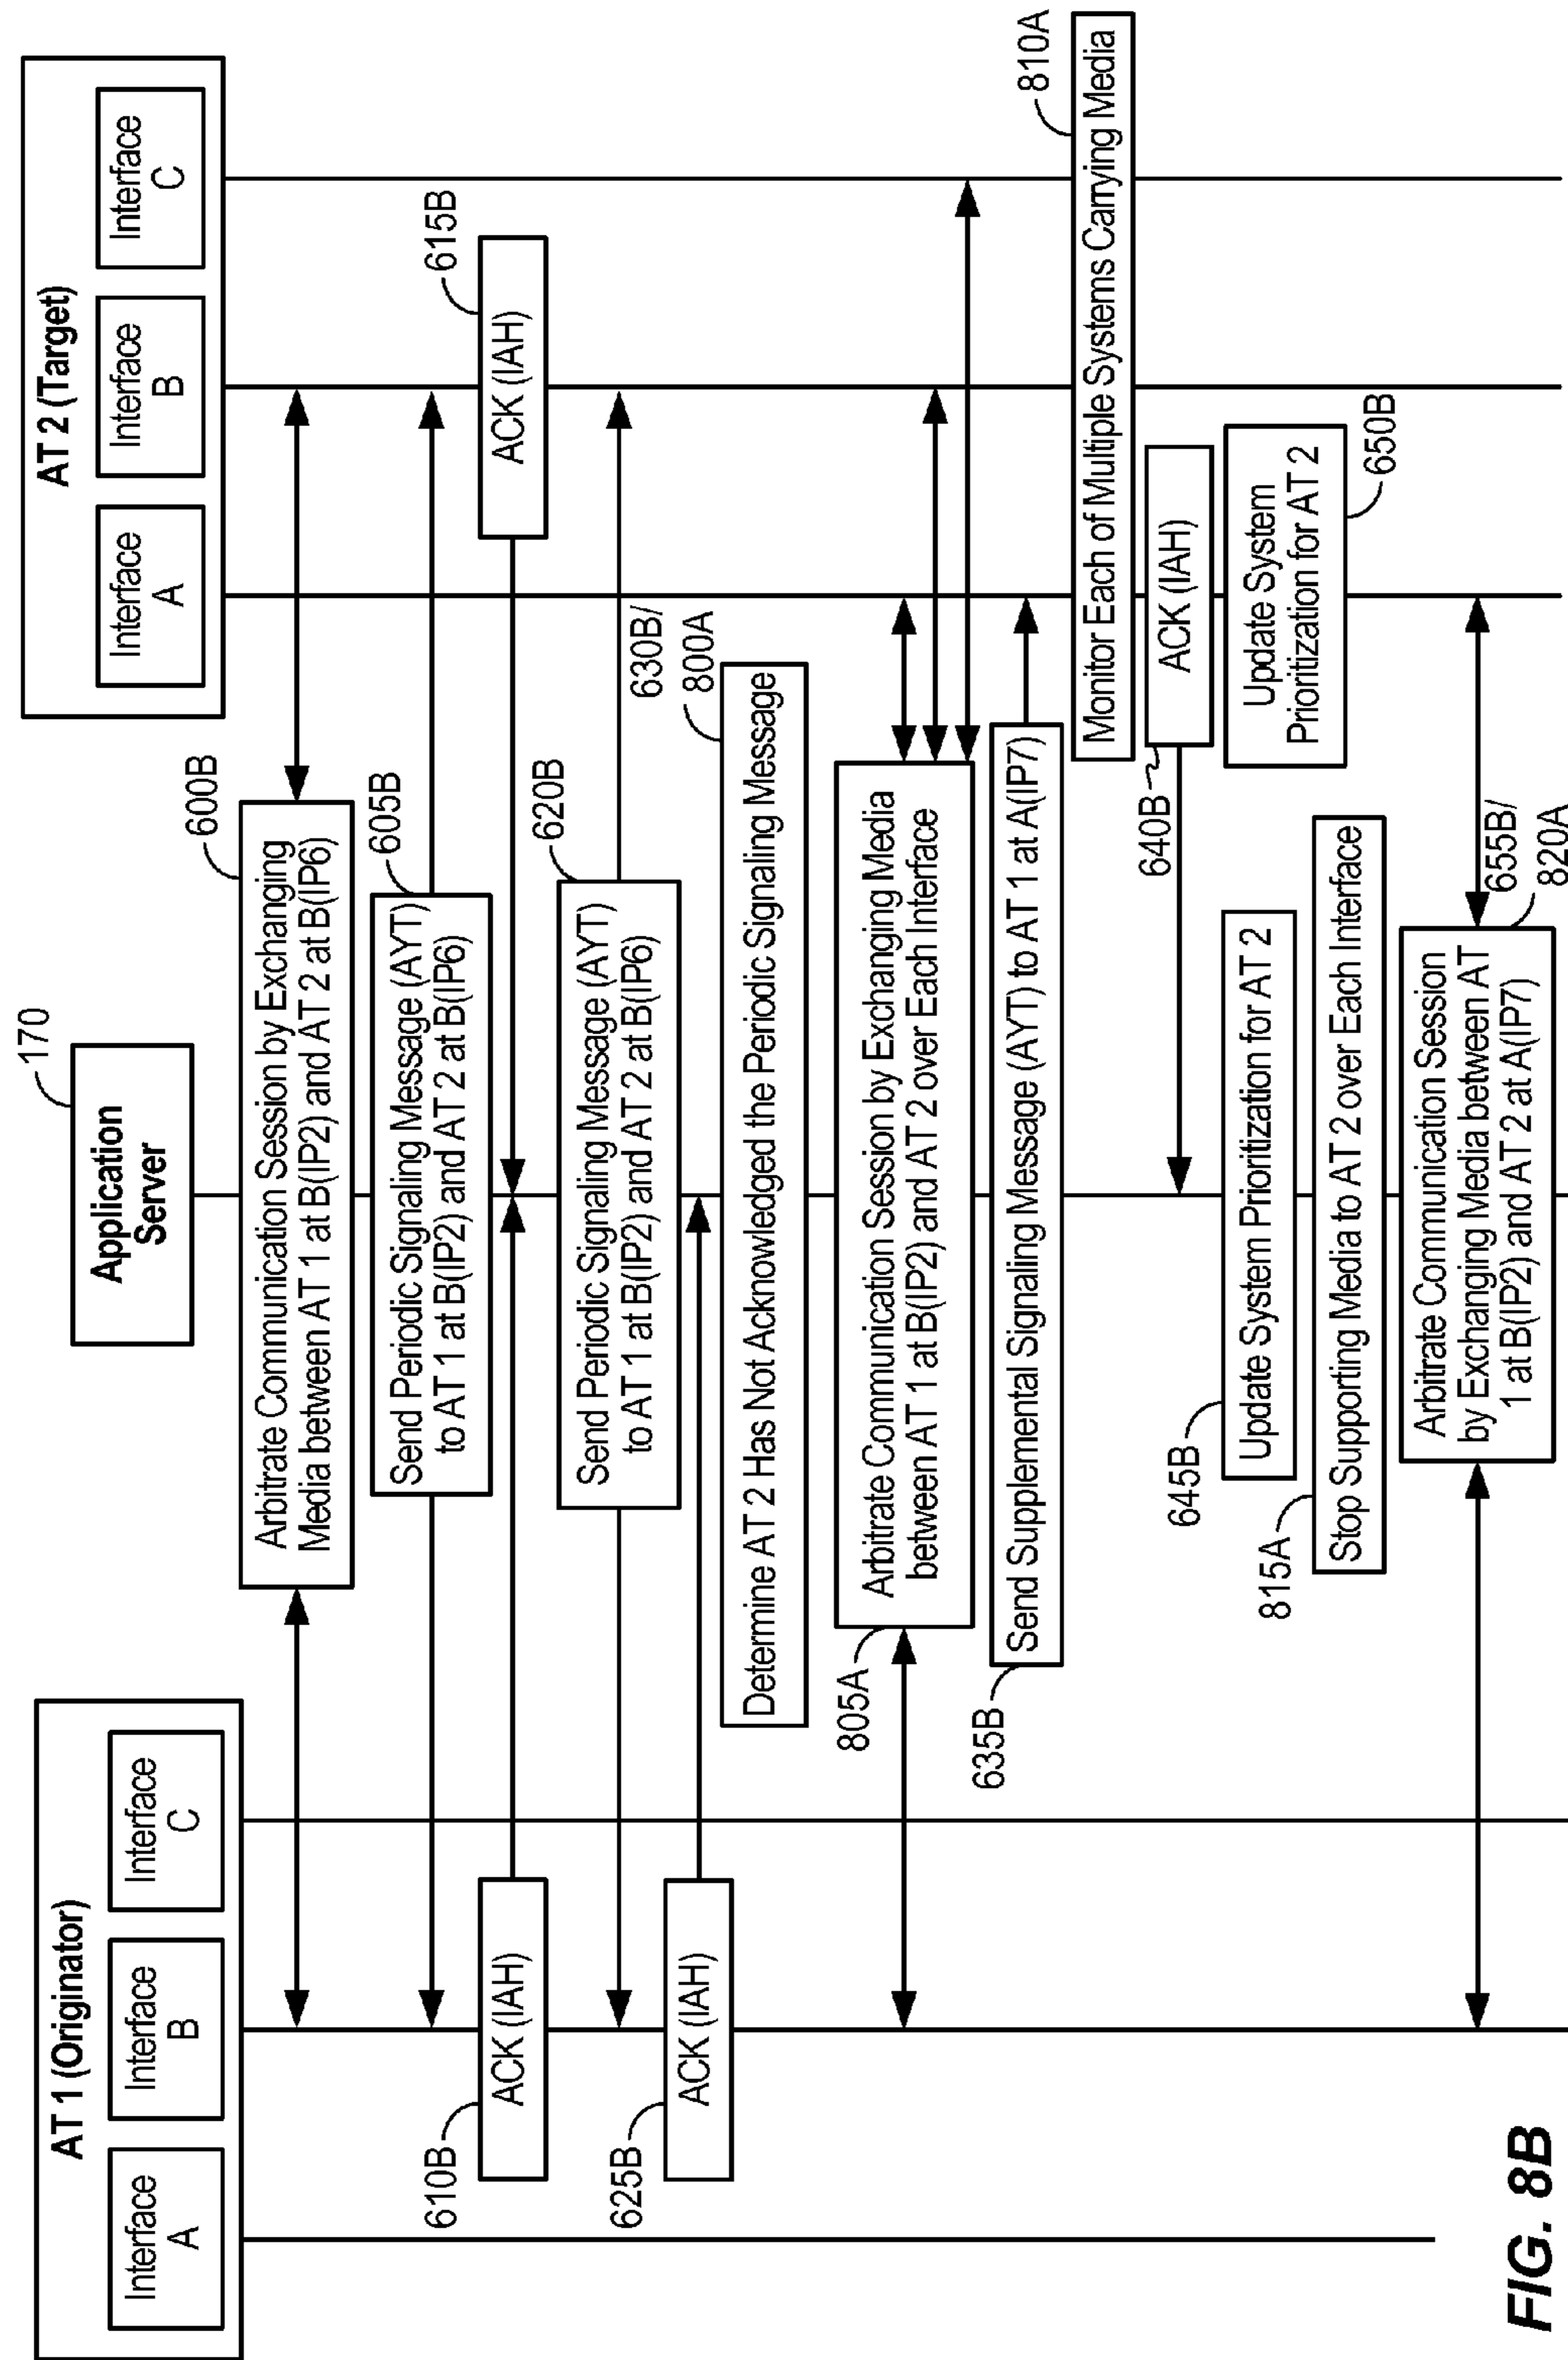 AT 1 (Originator)
Interface
A
Interface
B
Interface
C
170
Application
Server
AT 2 (Target)
Interface
A
Interface
B
Interface
C
600B
Arbitrate Communication Session by Exchanging
Media between AT 1 at B(IP2) and AT 2 at B(IP6)
605B
Send Periodic Signaling Message (AYT)
to AT 1 at B(IP2) and AT 2 at B(IP6)
610B
ACK (IAH)
615B
ACK (IAH)
620B
Send Periodic Signaling Message (AYT)
to AT 1 at B(IP2) and AT 2 at B(IP6)
625B
ACK (IAH)
630B/
800A
Determine AT 2 Has Not Acknowledged the Periodic Signaling Message
805A
Arbitrate Communication Session by Exchanging Media
between AT 1 at B(IP2) and AT 2 over Each Interface
635B
Send Supplemental Signaling Message (AYT) to AT 1 at A(IP7)
810A
Monitor Each of Multiple Systems Carrying Media
640B
ACK (IAH)
645B
Update System Prioritization for AT 2
Update System
Prioritization for AT 2
650B
815A
Stop Supporting Media to AT 2 over Each Interface
655B/
820A
Arbitrate Communication Session
by Exchanging Media between AT
1 at B(IP2) and AT 2 at A(IP7)
FIG. 8B